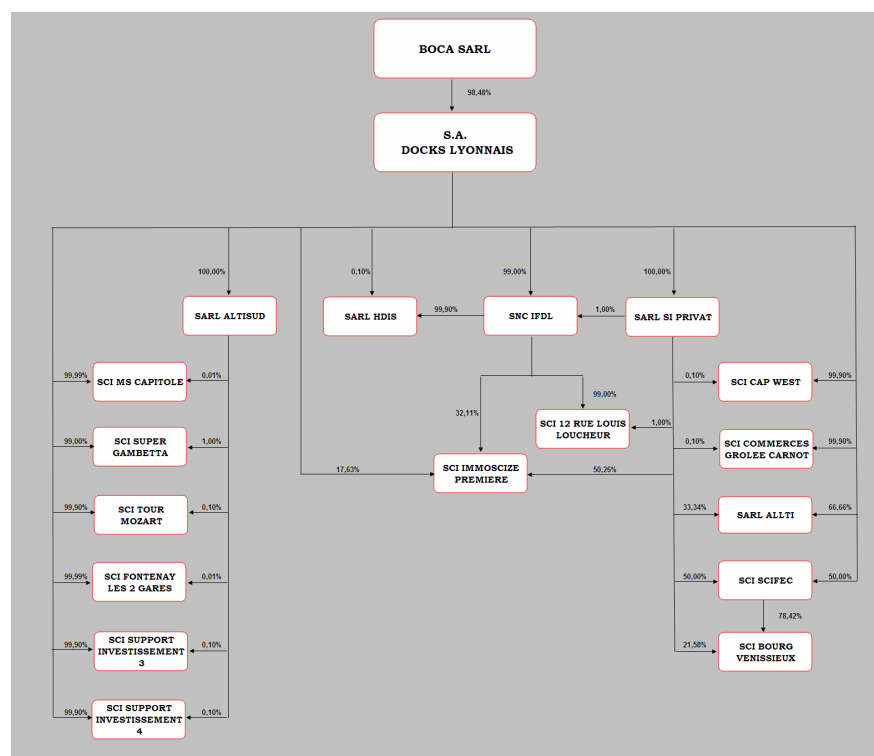 BOCA SARL
98,48%
S.A.
DOCKS LYONNAIS
100,00%
0,10%
99,00%
100,00%
SARL ALTISUD
SARL HDIS
99,90%
SNC IFDL
1,00%
SARL SI PRIVAT
99,99%
SCI MS CAPITOLE
0,01%
99,00%
0,10%
SCI CAP WEST
99,90%
32,11%
SCI 12 RUE LOUIS
LOUCHEUR
1,00%
99,00%
SCI SUPER
GAMBETTA
1,00%
0,10%
SCI COMMERCES
GROLEE CARNOT
99,90%
17,63%
SCI IMMOSCIZE
PREMIERE
50,26%
99,90%
SCI TOUR
MOZART
0,10%
33,34%
SARL ALLTI
66,66%
99,99%
SCI FONTENAY
LES 2 GARES
0,01%
50,00%
SCI SCIFEC
50,00%
78,42%
99,90%
SCI SUPPORT
INVESTISSEMENT
3
0,10%
21,58%
SCI BOURG
VENISSIEUX
99,90%
SCI SUPPORT
INVESTISSEMENT
4
0,10%